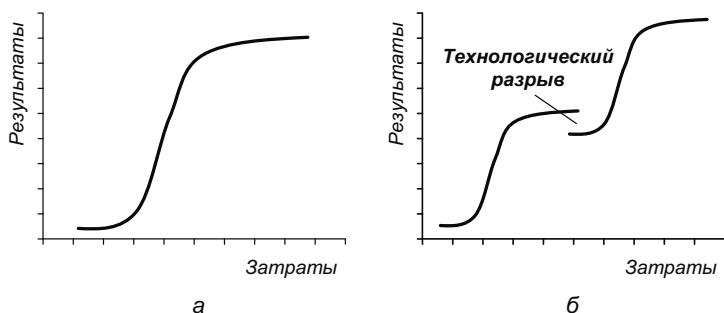 Результаты
Затраты
а
Результаты
Технологический
разрыв
Затраты
б